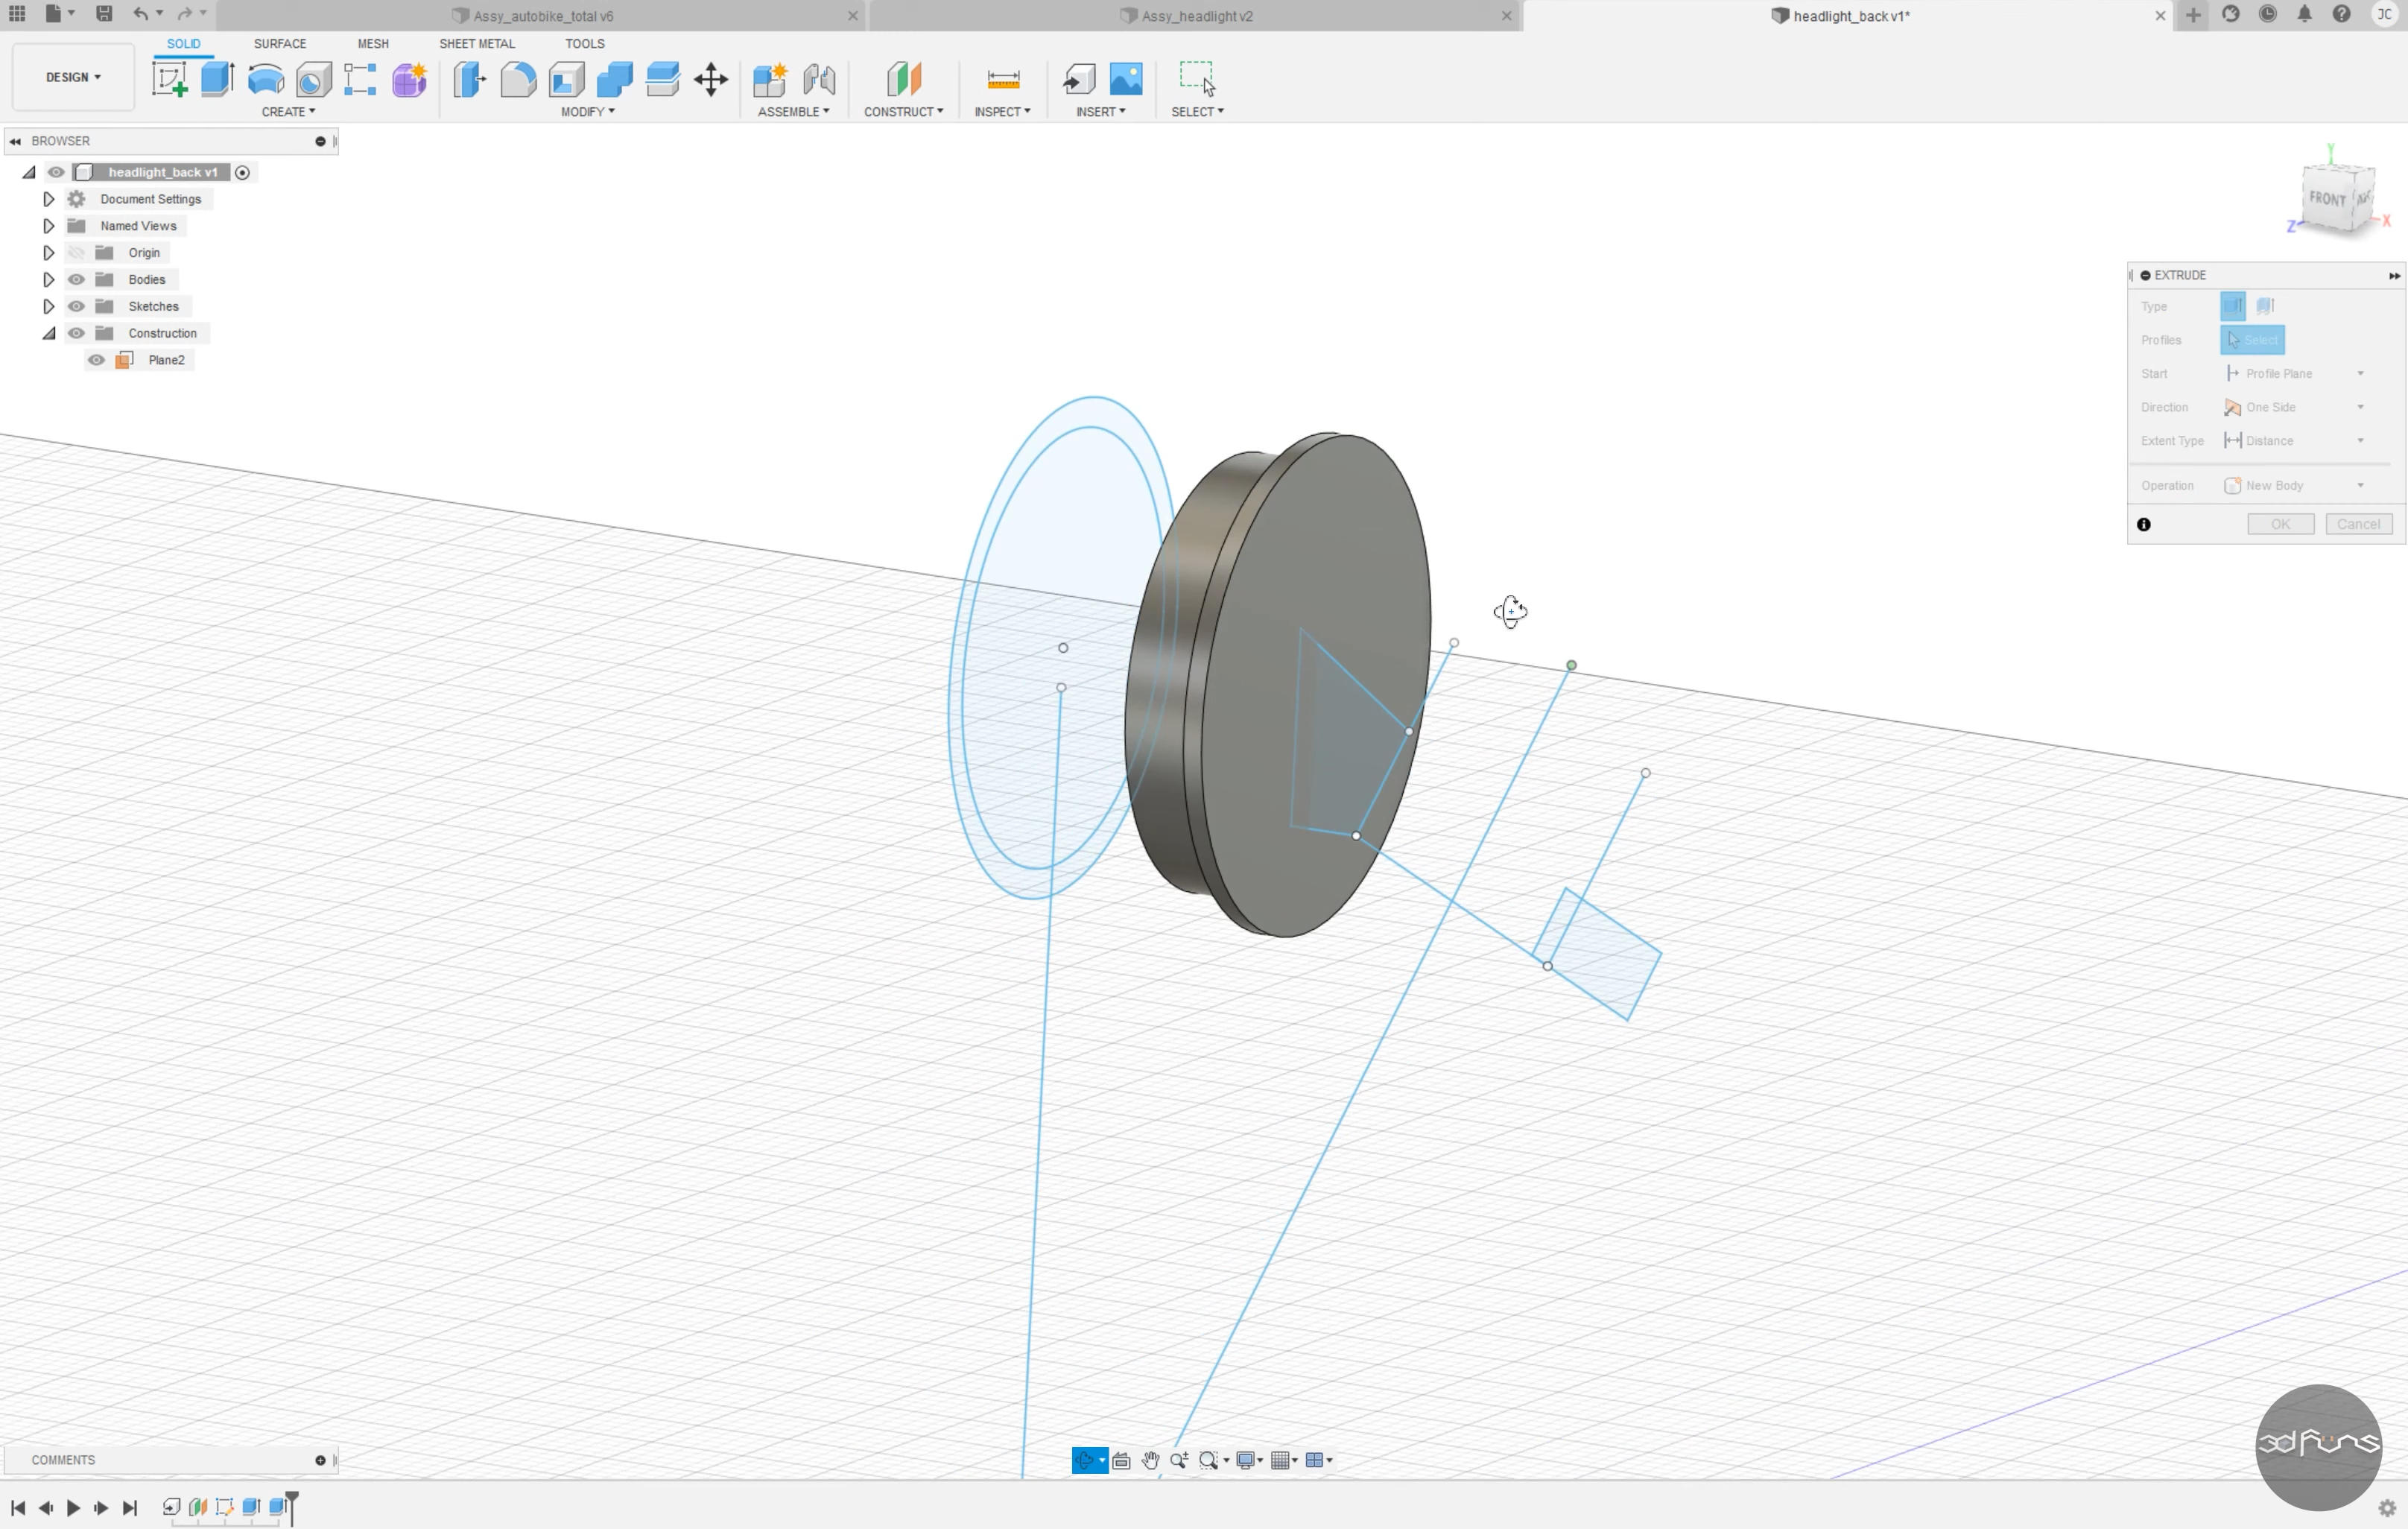 Assy_autobike_total v6
Assy_headlight v2
headlight_back v1*
JC
SOLID
SURFACE
MESH
SHEET METAL
TOOLS
DESIGN
CREATE
MODIFY
ASSEMBLE
CONSTRUCT
INSPECT
INSERT
SELECT
BROWSER
headlight_back v1
Document Settings
Named Views
Origin
Bodies
Sketches
Construction
Plane2
Y
FRONT
Z
X
EXTRUDE
Type
Profiles Select
Start Profile Plane
Direction One Side
Extent Type Distance
Operation New Body
OK Cancel
COMMENTS
3dfuns